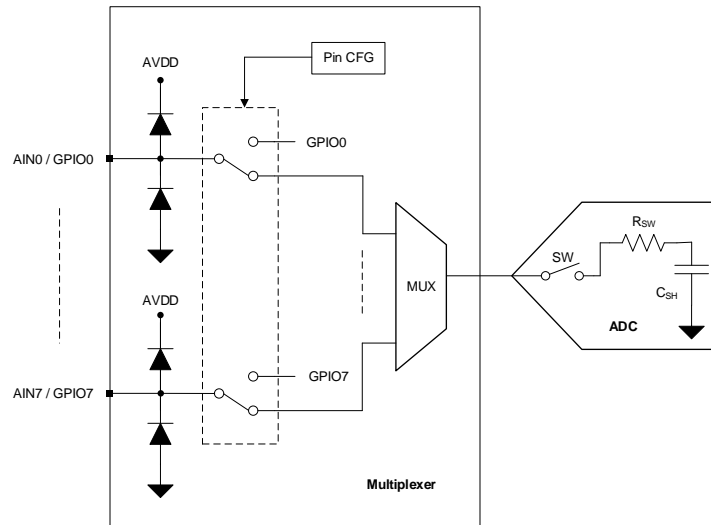 Pin CFG
AVDD
GPIO0
AIN0 / GPIO0
RSW
SW
MUX
CSH
AVDD
ADC
GPIO7
AIN7 / GPIO7
Multiplexer